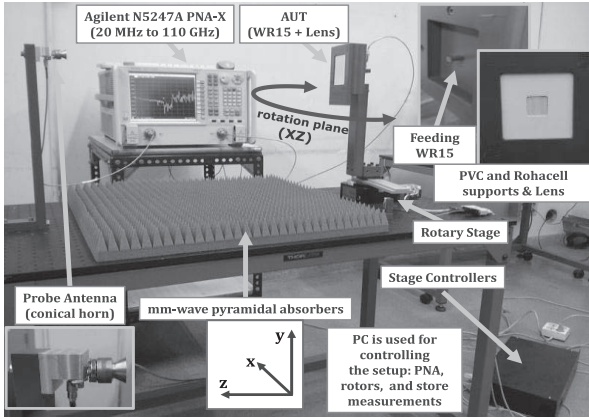 Agilent N5247A PNA-X
(20 MHz to 110 GHz)
AUT
(WR15 + Lens)
rotation plane
(XZ)
Feeding
WR15
PVC and Rohacell
supports & Lens
Rotary Stage
Stage Controllers
Probe Antenna
(conical horn)
mm-wave pyramidal absorbers
y
x
z
PC is used for
controlling
the setup: PNA,
rotors, and store
measurements
THORLABS